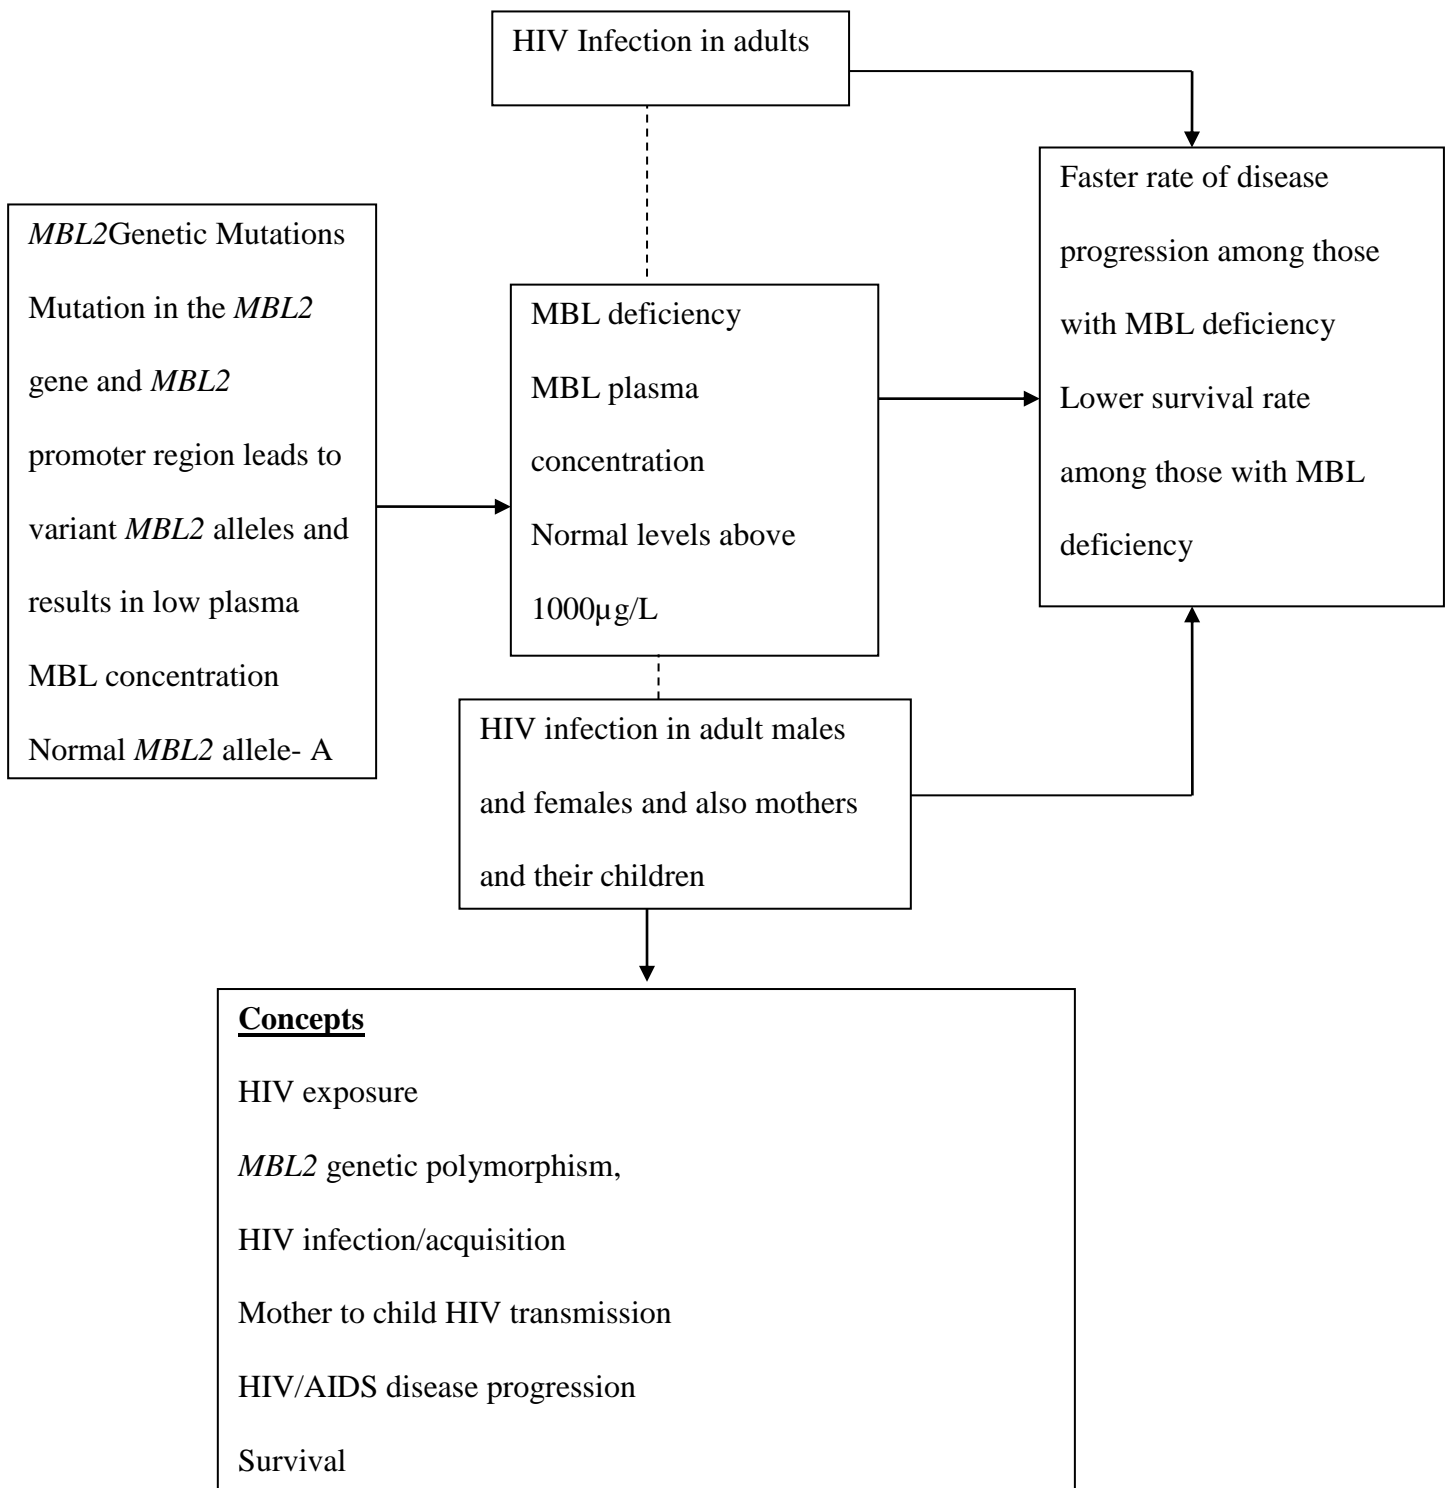 HIV Infection in adults
Faster rate of disease
progression among those
with MBL deficiency
Lower survival rate
among those with MBL
deficiency
MBL2Genetic Mutations
Mutation in the MBL2
gene and MBL2
promoter region leads to
variant MBL2 alleles and
results in low plasma
MBL concentration
Normal MBL2 allele- A
MBL deficiency
MBL plasma
concentration
Normal levels above
1000µg/L
HIV infection in adult males
and females and also mothers
and their children
Concepts
HIV exposure
MBL2 genetic polymorphism,
HIV infection/acquisition
Mother to child HIV transmission
HIV/AIDS disease progression
Survival